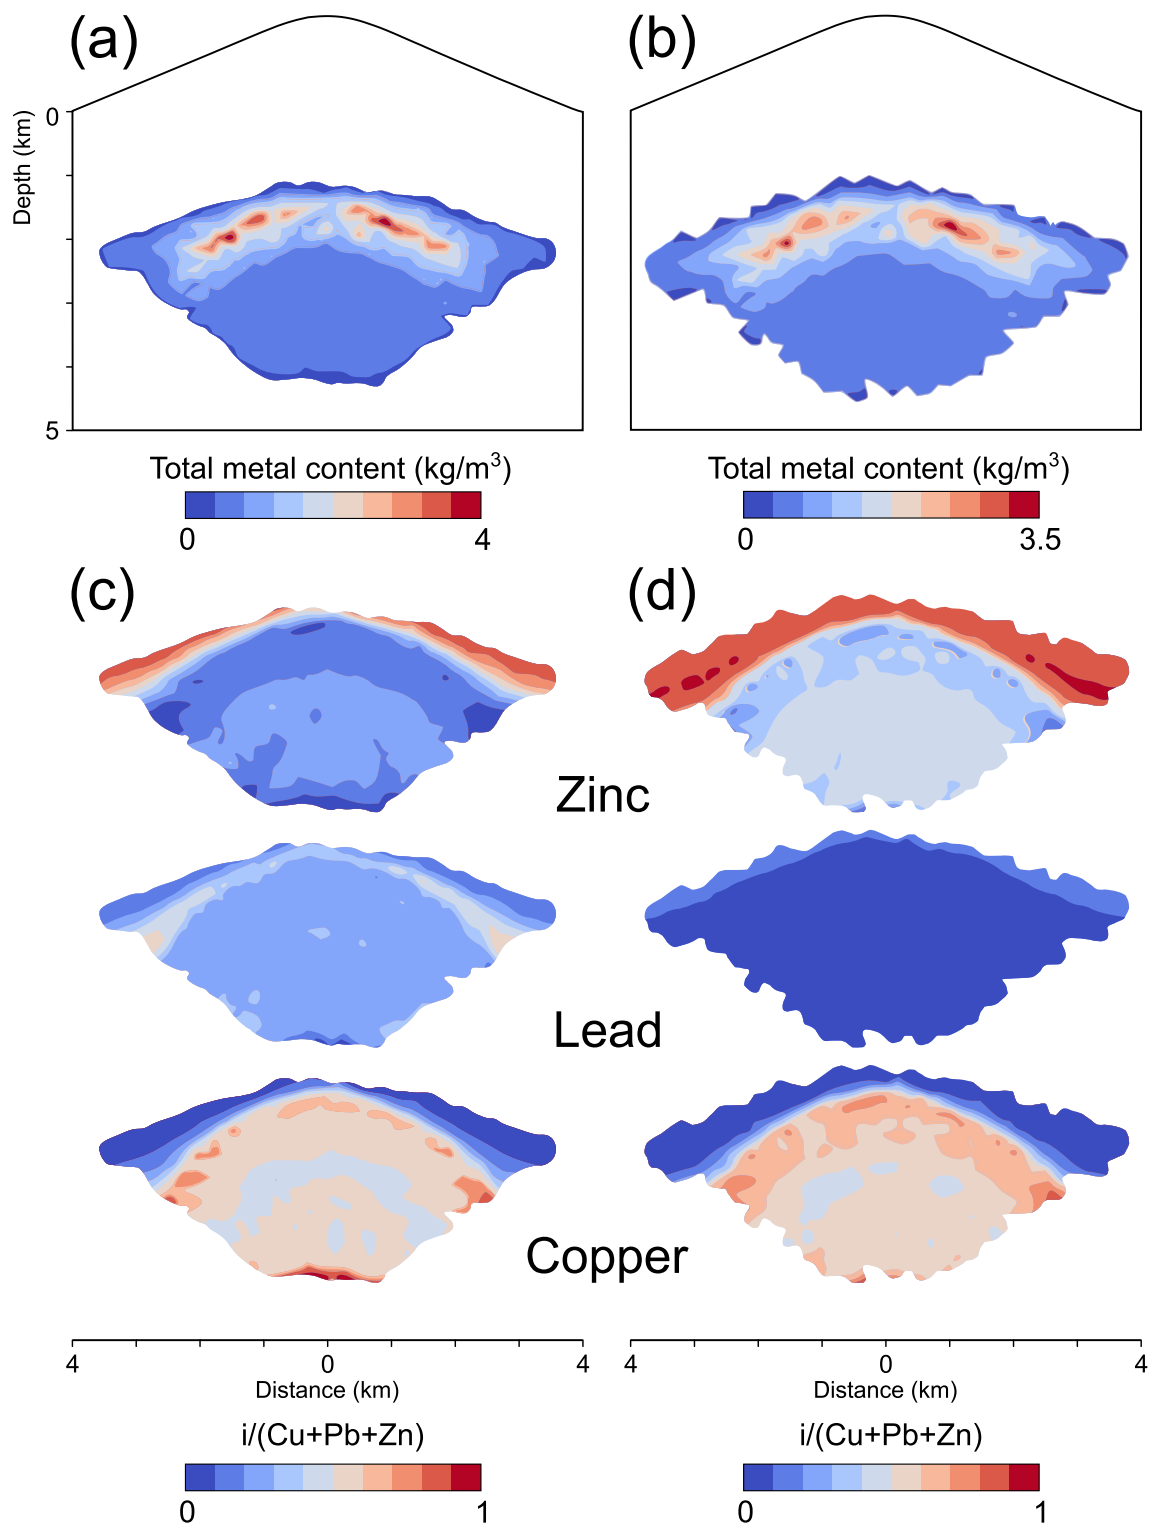 (a)
(b)
0
Depth (km)
5
Total metal content (kg/m³)
Total metal content (kg/m³)
0
4
0
3.5
(c)
(d)
Zinc
Lead
Copper
4
0
4
4
0
4
Distance (km)
Distance (km)
i/(Cu+Pb+Zn)
i/(Cu+Pb+Zn)
0
1
0
1